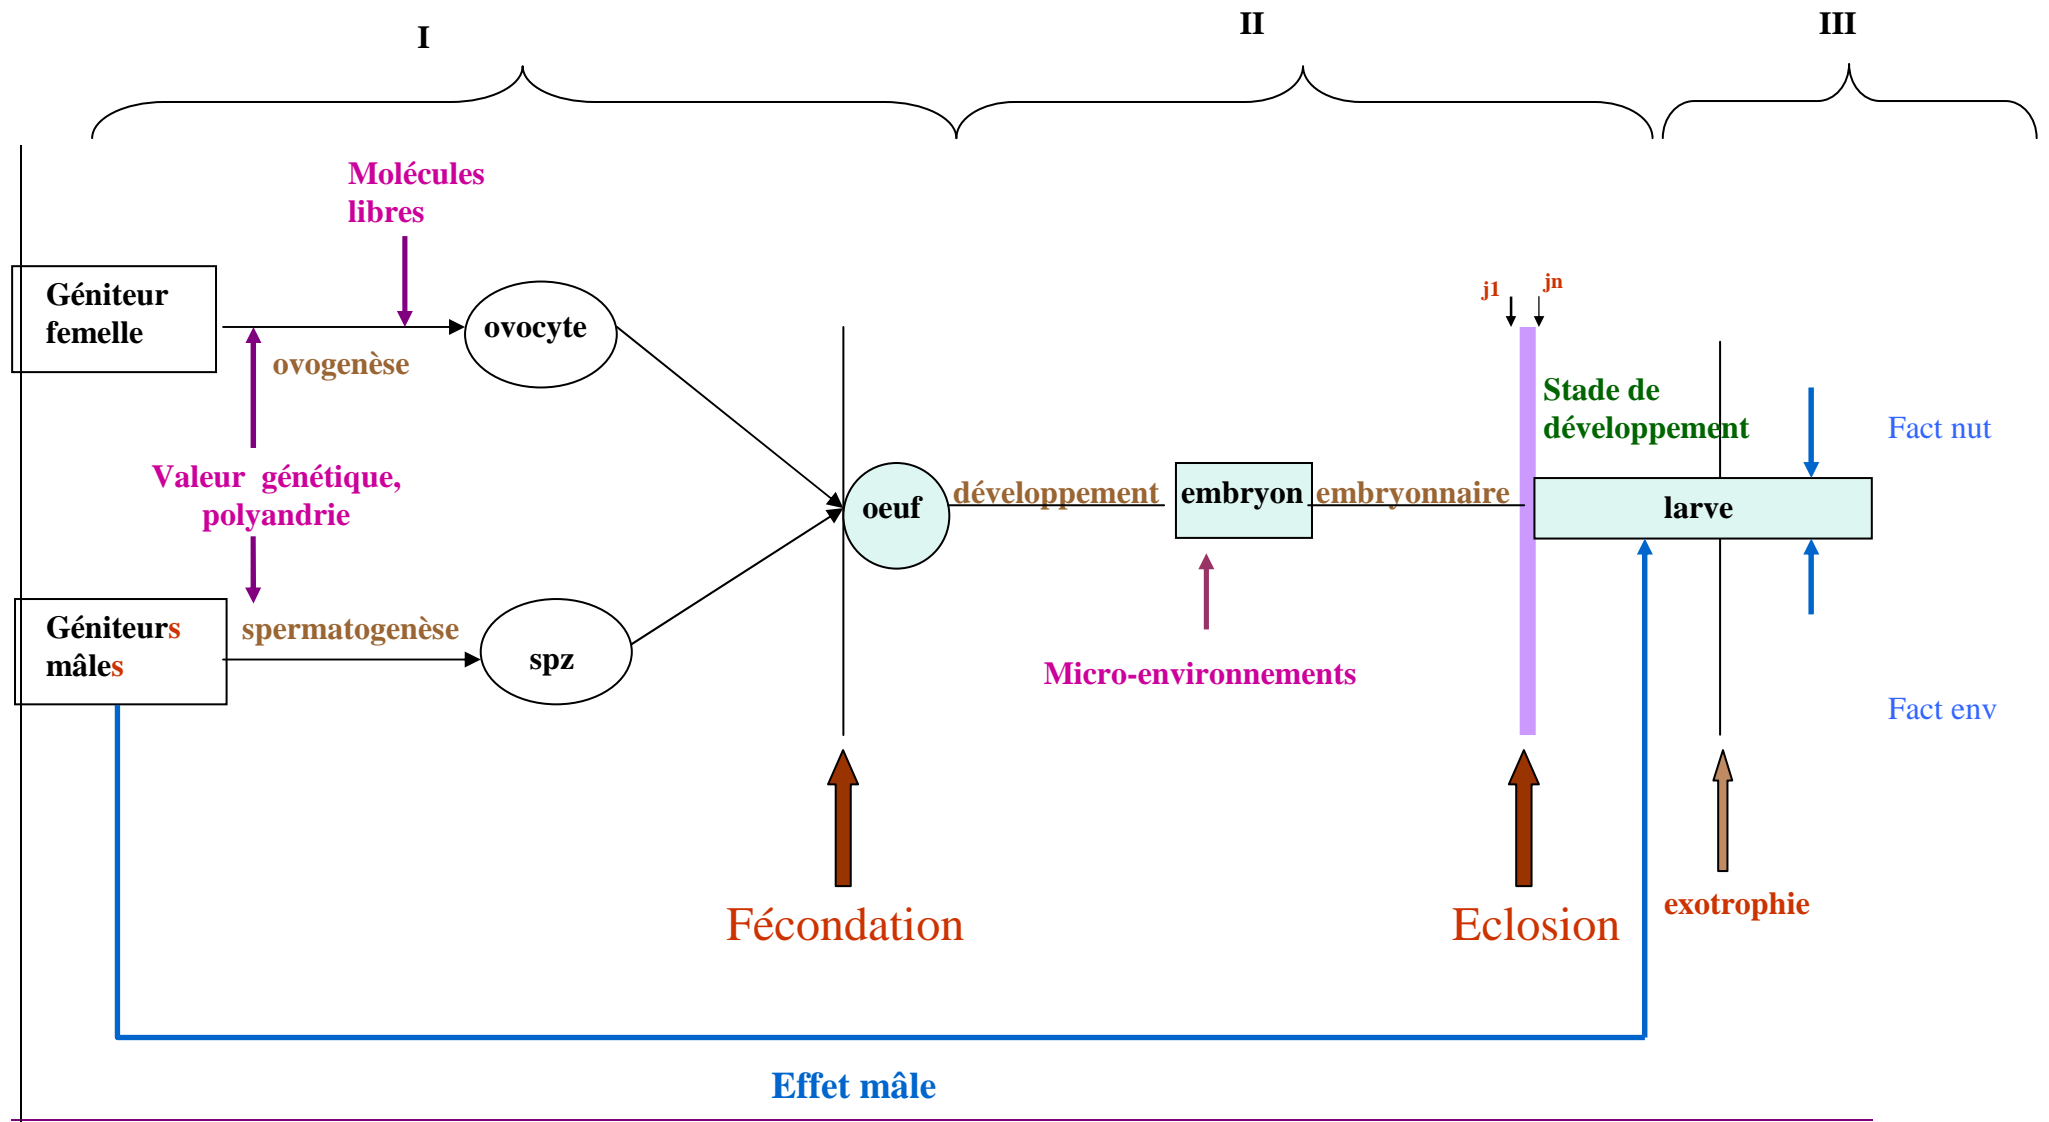 I
II
III
Molécules
libres
Géniteur
femelle
ovogenèse
ovocyte
j1
jn
Stade de
développement
Fact nut
Valeur génétique,
polyandrie
oeuf
développement
embryon
embryonnaire
larve
Géniteurs
mâles
spermatogenèse
spz
Micro-environnements
Fact env
Fécondation
Eclosion
exotrophie
Effet mâle